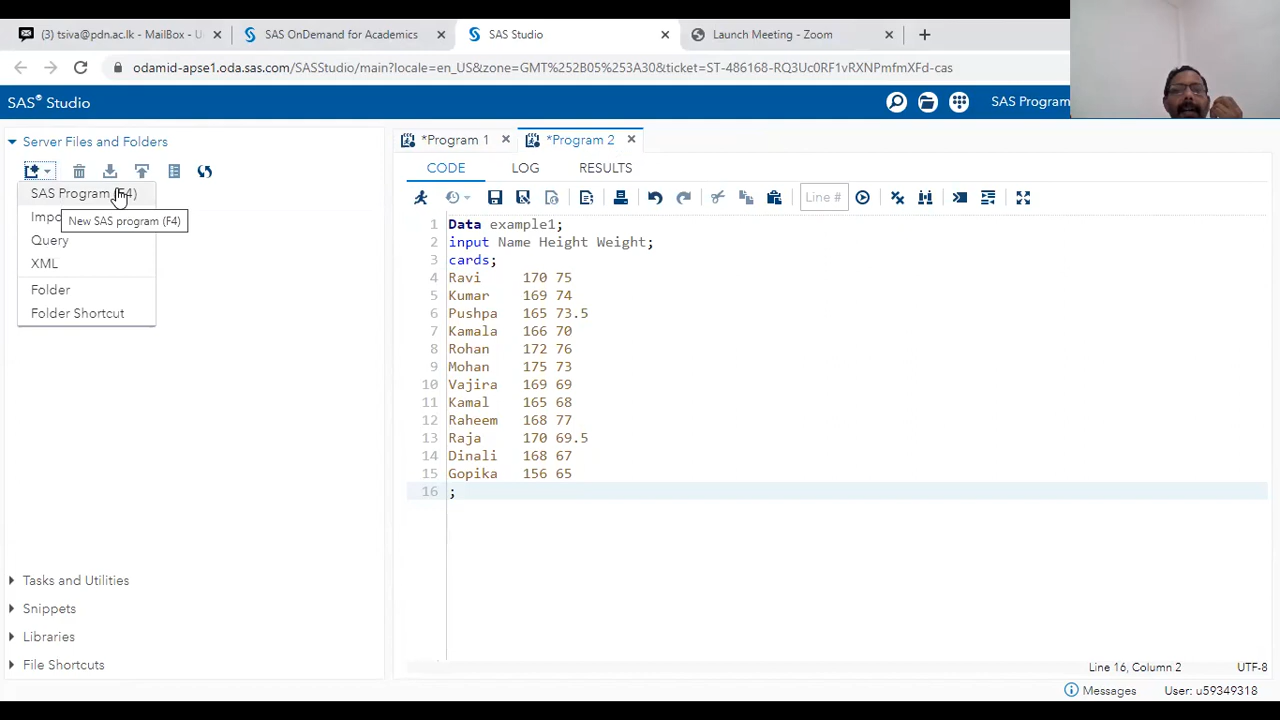 (3) tsiva@pdn.ac.lk - MailBox - U
SAS OnDemand for Academics
SAS Studio
Launch Meeting - Zoom
odamid-apse1.oda.sas.com/SASStudio/main?locale=en_US&zone=GMT%252B05%253A30&ticket=ST-486168-RQ3Uc0RF1vRXNPmfmXFd-cas
SAS® Studio
SAS Program
Server Files and Folders
*Program 1
*Program 2
CODE
LOG
RESULTS
SAS Program (F4)
New SAS program (F4)
Query
XML
Folder
Folder Shortcut
Line #
1 Data example1;
2 input Name Height Weight;
3 cards;
4 Ravi 170 75
5 Kumar 169 74
6 Pushpa 165 73.5
7 Kamala 166 70
8 Rohan 172 76
9 Mohan 175 73
10 Vajira 169 69
11 Kamal 165 68
12 Raheem 168 77
13 Raja 170 69.5
14 Dinali 168 67
15 Gopika 156 65
16 ;
Tasks and Utilities
Snippets
Libraries
File Shortcuts
Line 16, Column 2
UTF-8
Messages
User: u59349318